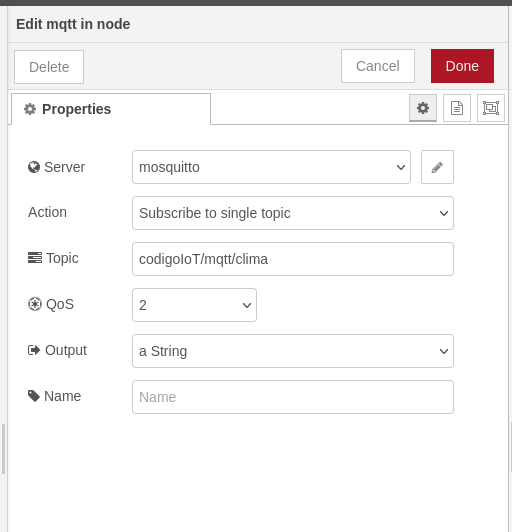 Edit mqtt in node
Delete
Cancel
Done
Properties
Server
mosquitto
Action
Subscribe to single topic
Topic
codigoIoT/mqtt/clima
QoS
2
Output
a String
Name
Name